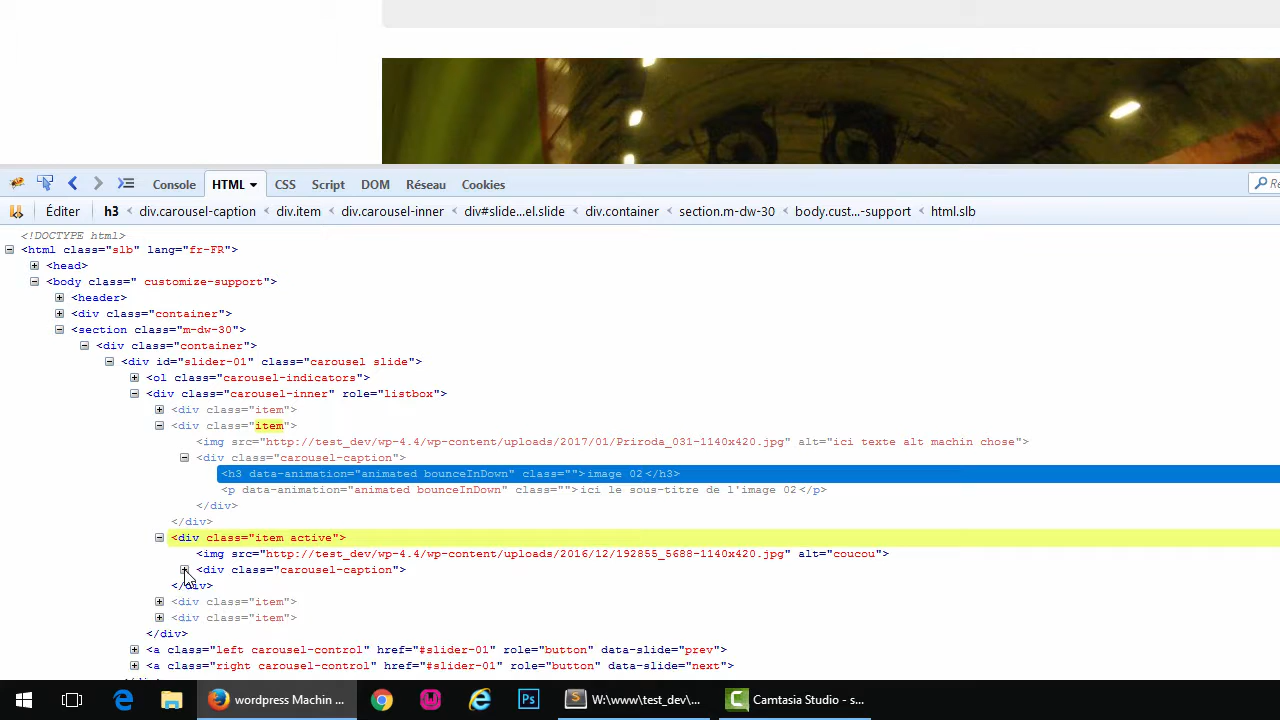 Console HTML CSS Script DOM Réseau Cookies
Éditer h3 < div.carousel-caption < div.item < div.carousel-inner < div#slide...el.slide < div.container < section.m-dw-30 < body.cust...-support < html.slb
<!DOCTYPE html>
<html class="slb" lang="fr-FR">
<head>
<body class=" customize-support">
<header>
<div class="container">
<section class="m-dw-30">
<div class="container">
<div id="slider-01" class="carousel slide">
<ol class="carousel-indicators">
<div class="carousel-inner" role="listbox">
<div class="item">
<div class="item">
<img src="http://test_dev/wp-4.4/wp-content/uploads/2017/01/Priroda_031-1140x420.jpg" alt="ici texte alt machin chose">
<div class="carousel-caption">
<h3 data-animation="animated bounceInDown" class="">image 02</h3>
<p data-animation="animated bounceInDown" class="">ici le sous-titre de l'image 02</p>
</div>
</div>
<div class="item active">
<img src="http://test_dev/wp-4.4/wp-content/uploads/2016/12/192855_5688-1140x420.jpg" alt="coucou">
<div class="carousel-caption">
</div>
<div class="item">
<div class="item">
</div>
<a class="left carousel-control" href="#slider-01" role="button" data-slide="prev">
<a class="right carousel-control" href="#slider-01" role="button" data-slide="next">
wordpress Machin ... W:\www\test_dev\... Camtasia Studio - s...